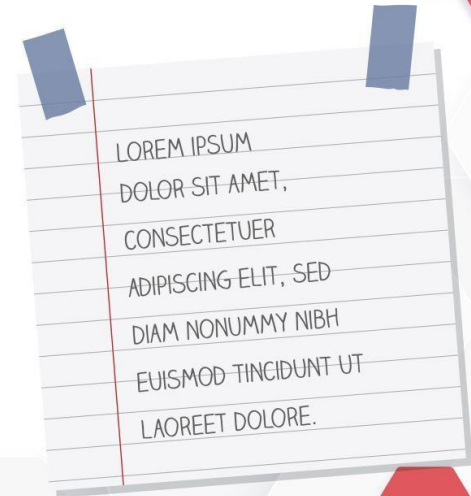 LOREM IPSUM
DOLOR SIT AMET,
CONSECTETUER
ADIPISCING ELIT, SED
DIAM NONUMMY NIBH
EUISMOD TINCIDUNT UT
LAOREET DOLORE.